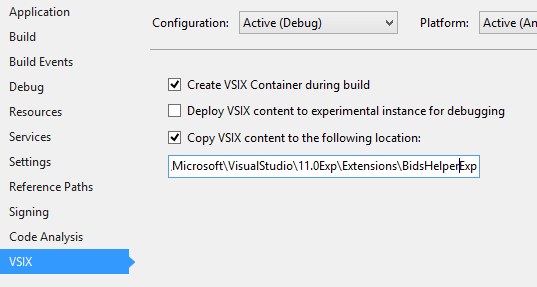 Application
Build
Build Events
Debug
Resources
Services
Settings
Reference Paths
Signing
Code Analysis
VSIX
Configuration: Active (Debug) Platform: Active (An
Create VSIX Container during build
Deploy VSIX content to experimental instance for debugging
Copy VSIX content to the following location:
.Microsoft\VisualStudio\11.0Exp\Extensions\BidsHelperExp